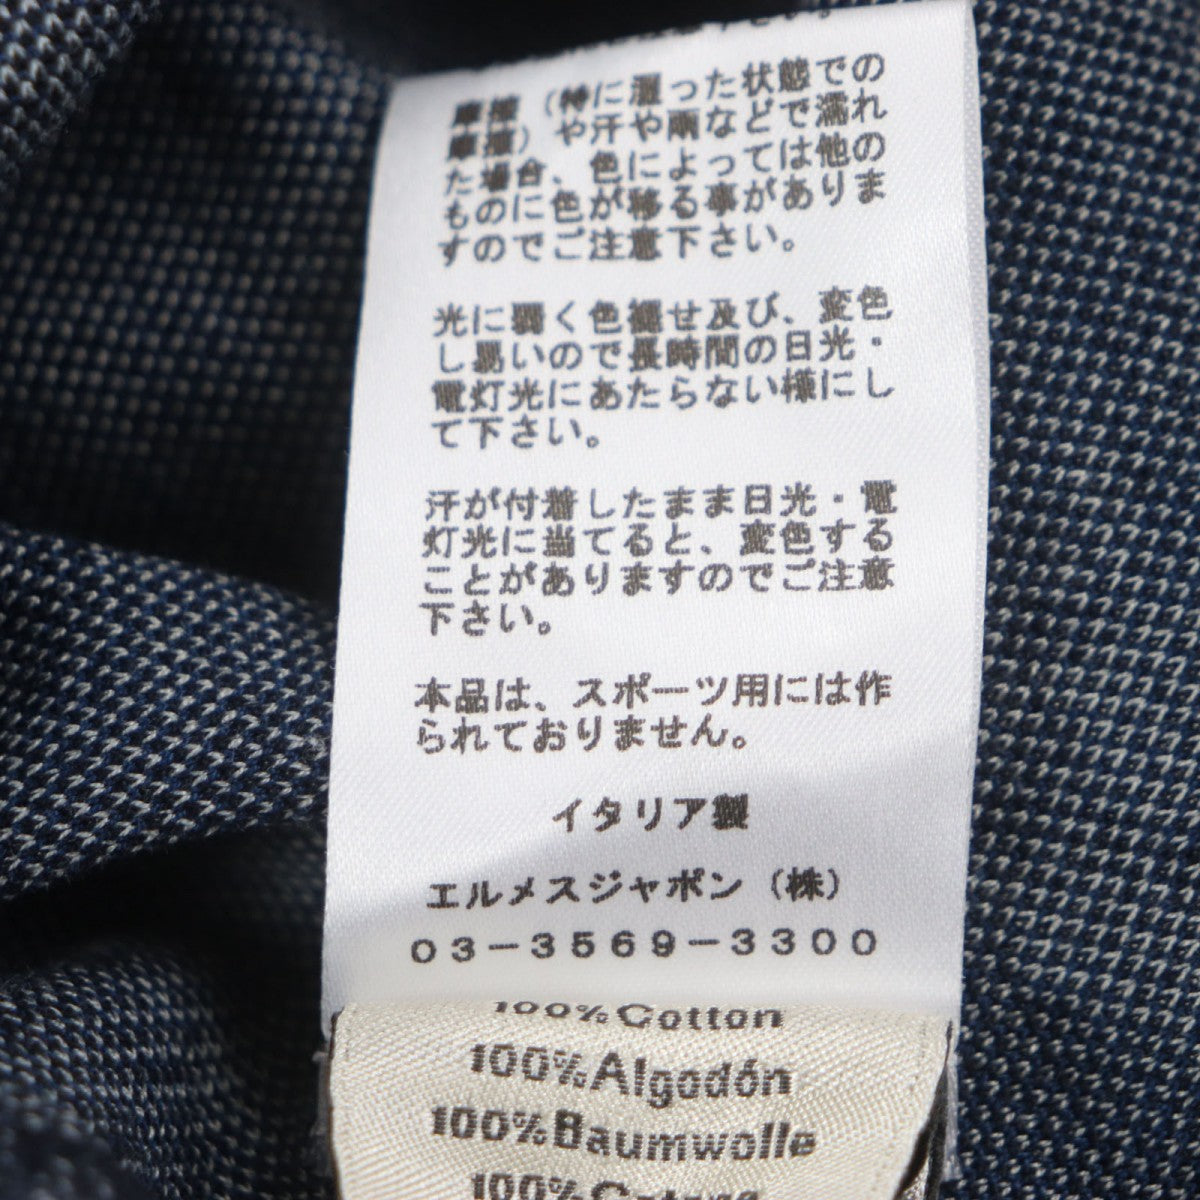 さい。
摩擦（特に湿った状態での
摩擦）や汗や雨などで濡れ
た場合、色によっては他の
ものに色が移る事がありま
すのでご注意下さい。
光に弱く色褪せ及び、変色
し易いので長時間の日光・
電灯光にあたらない様にし
て下さい。
汗が付着したまま日光・電
灯光に当てると、変色する
ことがありますのでご注意
下さい。
本品は、スポーツ用には作
られておりません。
イタリア製
エルメスジャポン（株）
03-3569-3300
100%Cotton
100%Algodón
100%Baumwolle